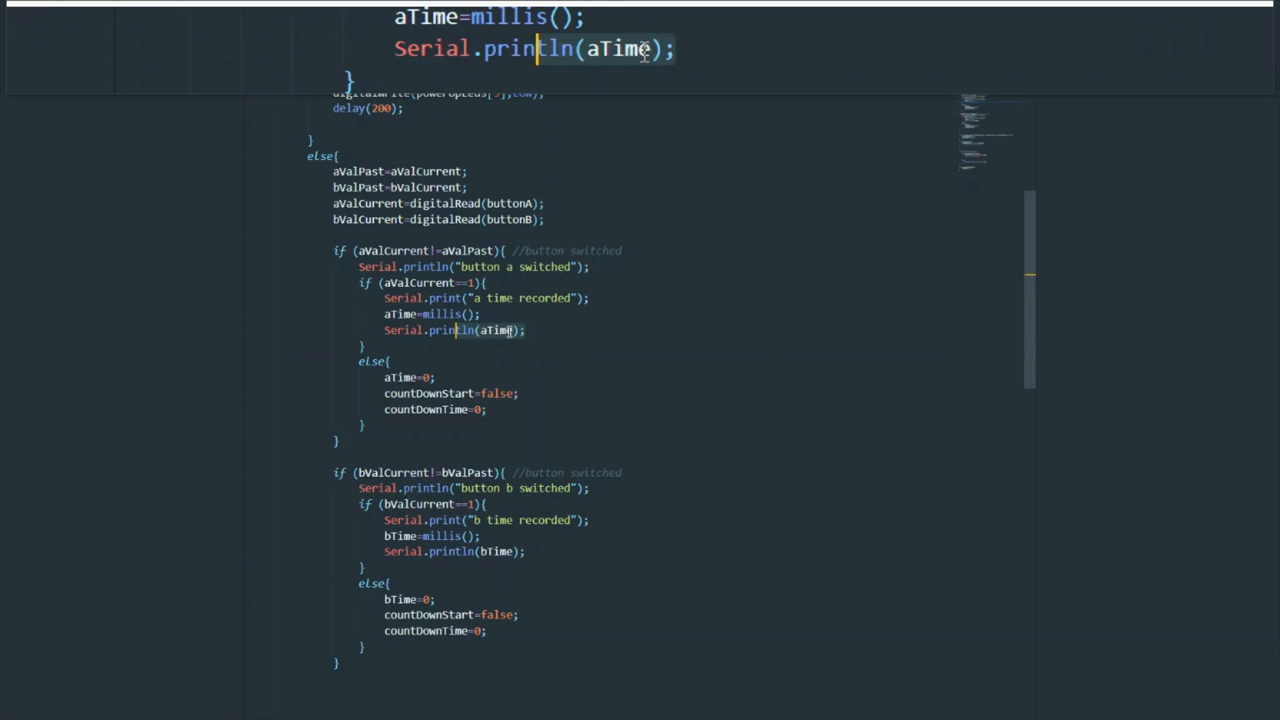 aTime=millis();
Serial.println(aTime);
}
delay(200);
}
else{
aValPast=aValCurrent;
bValPast=bValCurrent;
aValCurrent=digitalRead(buttonA);
bValCurrent=digitalRead(buttonB);
if (aValCurrent!=aValPast){ //button switched
Serial.println("button a switched");
if (aValCurrent==1){
Serial.print("a time recorded");
aTime=millis();
Serial.println(aTime);
}
else{
aTime=0;
countDownStart=false;
countDownTime=0;
}
}
if (bValCurrent!=bValPast){ //button switched
Serial.println("button b switched");
if (bValCurrent==1){
Serial.print("b time recorded");
bTime=millis();
Serial.println(bTime);
}
else{
bTime=0;
countDownStart=false;
countDownTime=0;
}
}